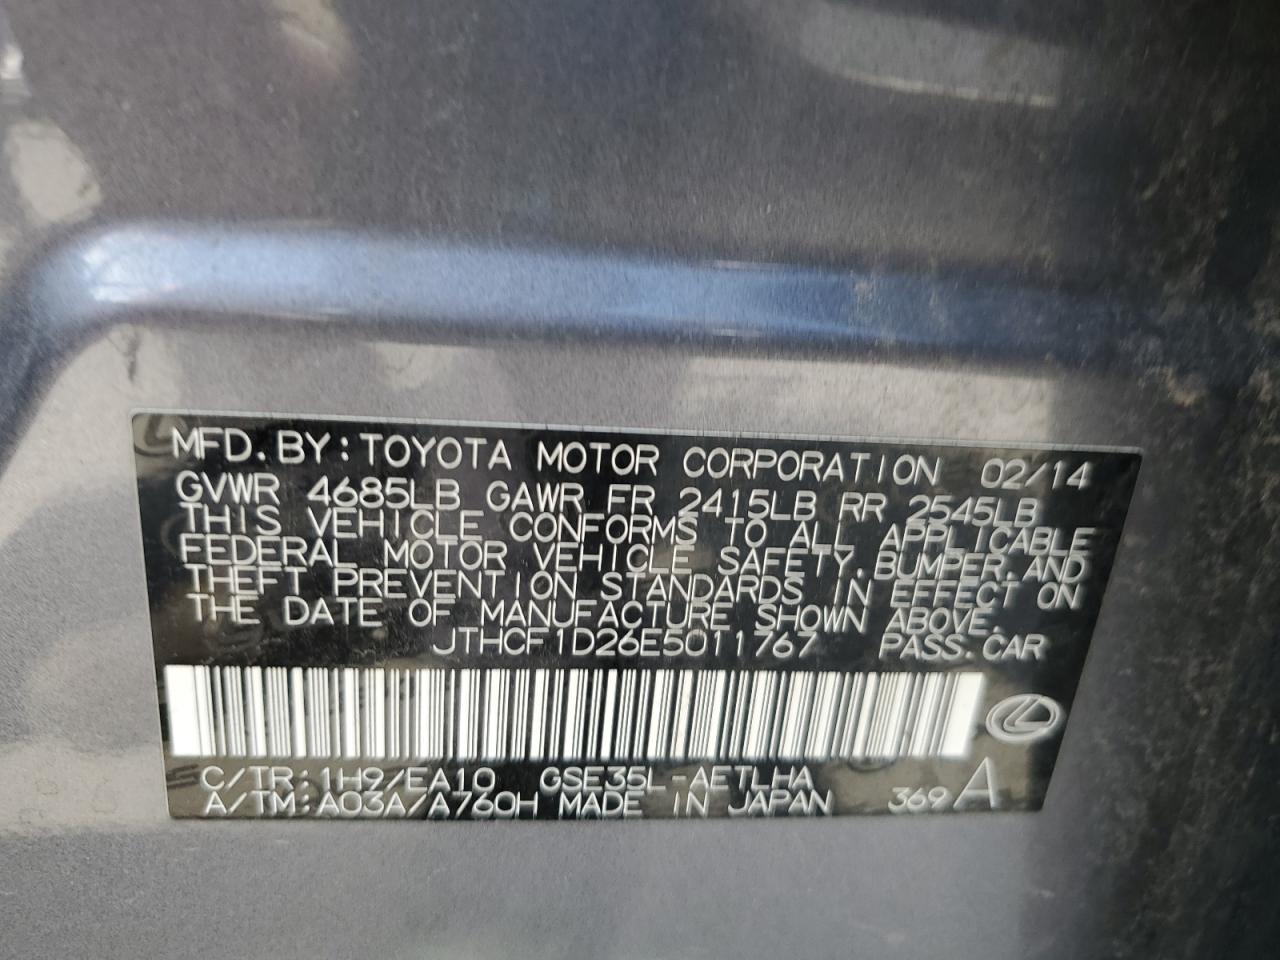 MFD. BY: TOYOTA MOTOR CORPORATION 02/14
GVWR 4685LB GAWR FR 2415LB RR 2545LB
THIS VEHICLE CONFORMS TO ALL APPLICABLE
FEDERAL MOTOR VEHICLE SAFETY, BUMPER, AND
THEFT PREVENTION STANDARDS IN EFFECT ON
THE DATE OF MANUFACTURE SHOWN ABOVE.
JTHCF1D26E5011767 PASS. CAR
C/TR: 1H9/EA10 GSE35L-AETLHA
A/TM: A03A/A760H MADE IN JAPAN 369 A